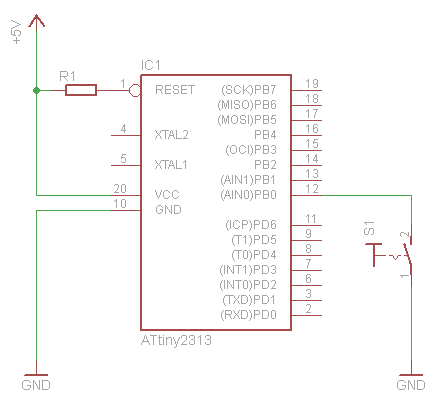 +5V
IC1
R1
1 RESET (SCK)PB7 19
(MISO)PB6 18
(MOSI)PB5 17
4 XTAL2 PB4 16
(OCI)PB3 15
5 XTAL1 PB2 14
(AIN1)PB1 13
20 VCC (AIN0)PB0 12
10 GND
(ICP)PD6 11
(T1)PD5 9
(T0)PD4 8
(INT1)PD3 7
(INT0)PD2 6
(TXD)PD1 3
(RXD)PD0 2
S1
2
1
ATtiny2313
GND
GND